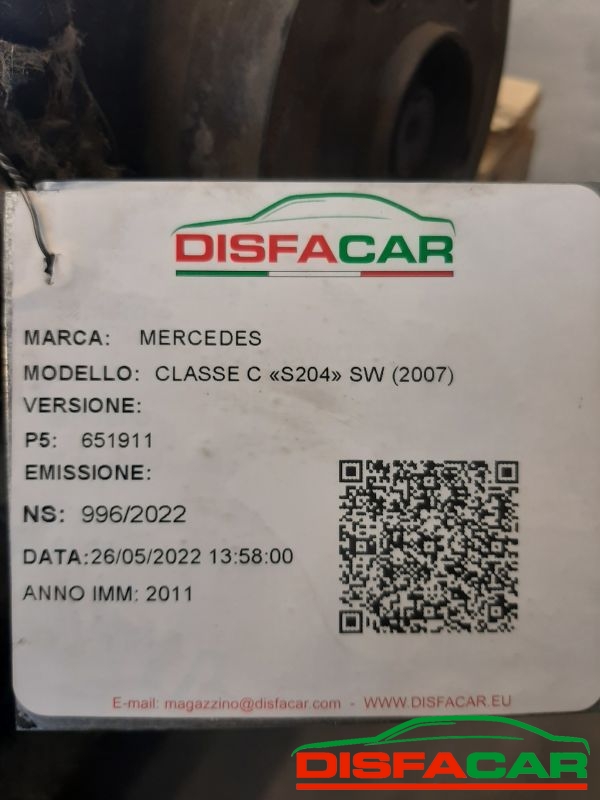 DISFACAR
MARCA: MERCEDES
MODELLO: CLASSE C «S204» SW (2007)
VERSIONE:
P5: 651911
EMISSIONE:
NS: 996/2022
DATA:26/05/2022 13:58:00
ANNO IMM: 2011
E-mail: magazzino@disfacar.com - WWW.DISFACAR.EU
DISFACAR